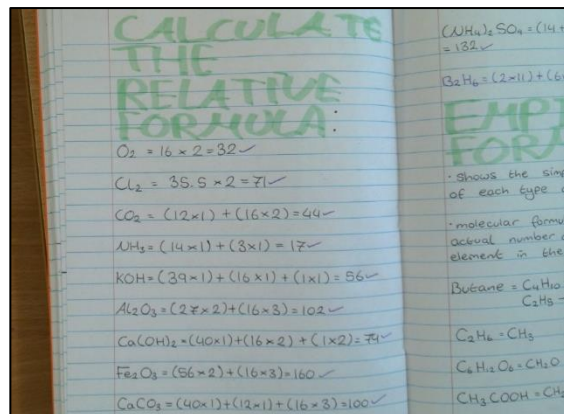 CALCULATE
THE
RELATIVE
FORMULA:
O₂ = 16 × 2 = 32 ✓
Cl₂ = 35.5 × 2 = 71 ✓
CO₂ = (12×1) + (16×2) = 44 ✓
NH₃ = (14×1) + (3×1) = 17 ✓
KOH = (39×1) + (16×1) + (1×1) = 56 ✓
Al₂O₃ = (27×2) + (16×3) = 102 ✓
Ca(OH)₂ = (40×1) + (16×2) + (1×2) = 74 ✓
Fe₂O₃ = (56×2) + (16×3) = 160 ✓
CaCO₃ = (40×1) + (12×1) + (16×3) = 100 ✓
(NH₄)₂SO₄ = (14+
= 132 ✓
B₂H₆ = (2×11) + (6
EMP
FORM
· Shows the sim
of each type
· molecular formu
actual number
element in the
Butane = C₄H₁₀
C₂H₅
C₂H₆ = CH₃
C₆H₁₂O₆ = CH₂O
CH₃COOH = CH₂